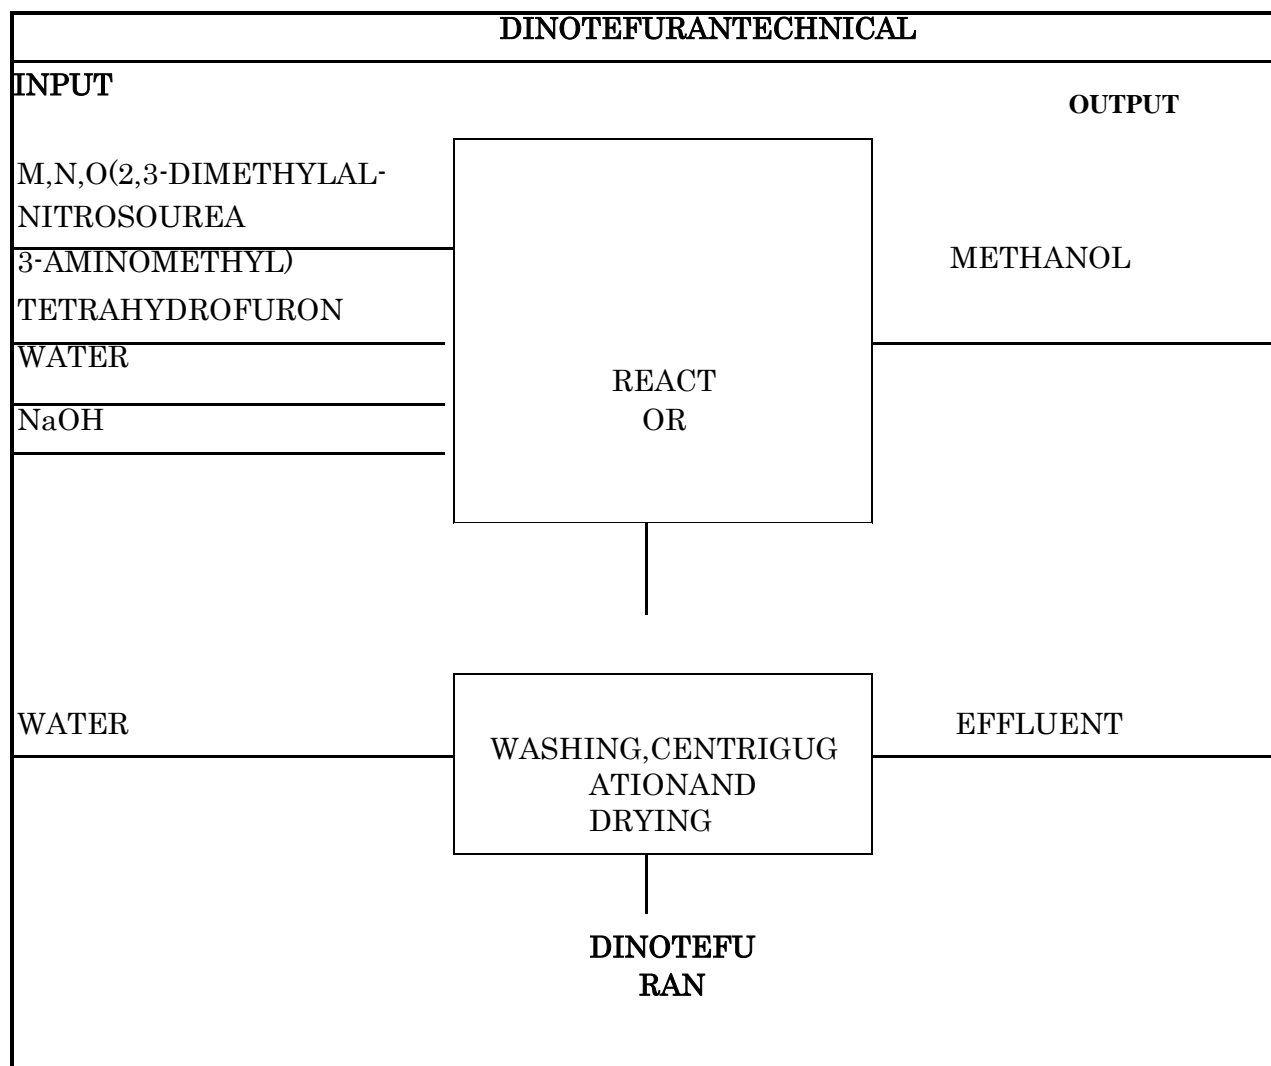 DINOTEFURANTECHNICAL
INPUT
OUTPUT
M,N,O(2,3-DIMETHYLAL-
NITROSOUREA
3-AMINOMETHYL)
TETRAHYDROFURON
WATER
NaOH
REACT
OR
METHANOL
WATER
WASHING,CENTRIGUG
ATIONAND
DRYING
EFFLUENT
DINOTEFU
RAN